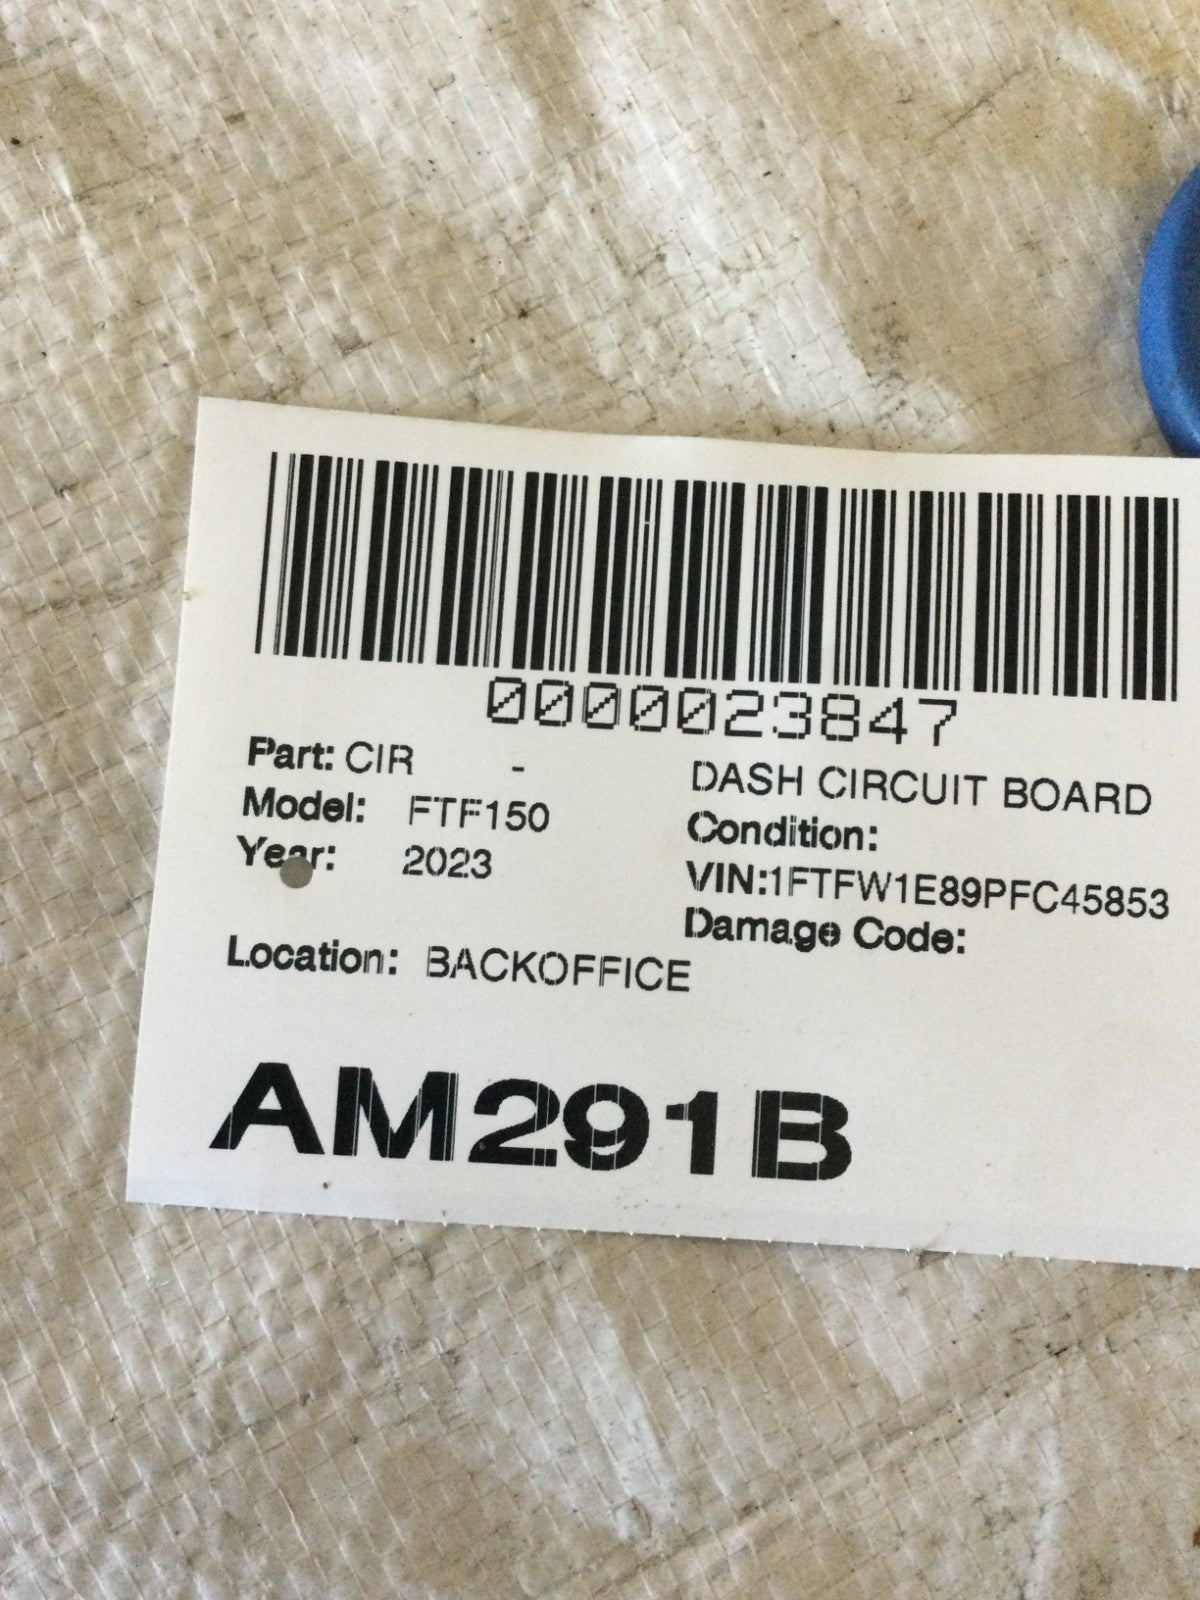 0000023847
Part: CIR - DASH CIRCUIT BOARD
Model: FTF150 Condition:
Year: 2023 VIN:1FTFW1E89PFC45853
Damage Code:
Location: BACKOFFICE
AM291B